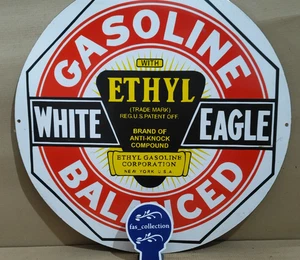 GASOLINE
WITH
ETHYL
(TRADE MARK)
REG.U.S.PATENT OFF.
WHITE EAGLE
BRAND OF
ANTI-KNOCK
COMPOUND
ETHYL GASOLINE
CORPORATION
NEW YORK, U.S.A.
BALANCED
fas_collection